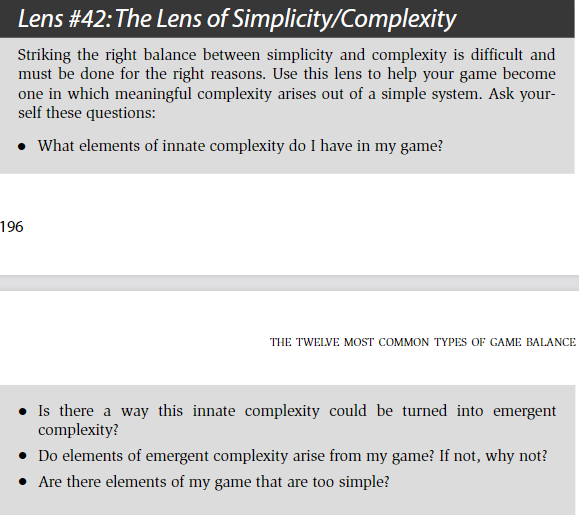 Lens #42: The Lens of Simplicity/Complexity
Striking the right balance between simplicity and complexity is difficult and
must be done for the right reasons. Use this lens to help your game become
one in which meaningful complexity arises out of a simple system. Ask your-
self these questions:
● What elements of innate complexity do I have in my game?
196
THE TWELVE MOST COMMON TYPES OF GAME BALANCE
● Is there a way this innate complexity could be turned into emergent
complexity?
● Do elements of emergent complexity arise from my game? If not, why not?
● Are there elements of my game that are too simple?